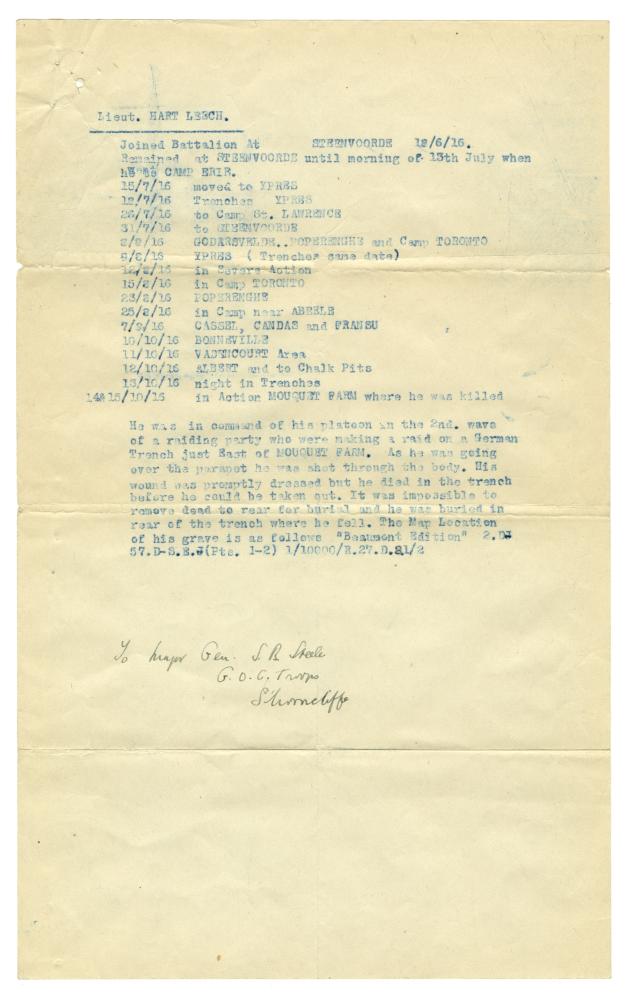 Lieut. HART LEECH.
Joined Battalion At STEENVOORDE 12/6/16.
Remained at STEENVOORDE until morning of 13th July when
he to CAMP ERIE.
15/7/16 moved to YPRES
12/7/16 Trenches YPRES
26/7/16 to Camp St. LAWRENCE
31/7/16 to STEENVOORDE
8/8/16 GODARSVELDE..POPERENGHE and Camp TORONTO
9/8/16 YPRES ( Trenches same date)
12/8/16 in Severe Action
15/8/16 in Camp TORONTO
23/8/16 POPERENGHE
25/8/16 in Camp near ABEELE
7/9/16 CASSEL, CANDAS and FRANSU
10/10/16 BONNEVILLE
11/10/16 VADENCOURT Area
12/10/16 ALBERT and to Chalk Pits
13/10/16 night in Trenches
14&15/10/16 in Action MOUQUET FARM where he was killed
He was in command of his platoon in the 2nd. wave
of a raiding party who were making a raid on a German
Trench just East of MOUQUET FARM. As he was going
over the parapet he was shot through the body. His
wound was promptly dressed but he died in the trench
before he could be taken out. It was impossible to
remove dead to rear for burial and he was buried in
rear of the trench where he fell. The Map Location
of his grave is as follows "Beaumont Edition" 2.D
57.D-S.E.J(Pts. 1-2) 1/10000/R.27.D.81/2
To Major Gen. S.B. Steele
G.O.C. Troops
Shorncliffe